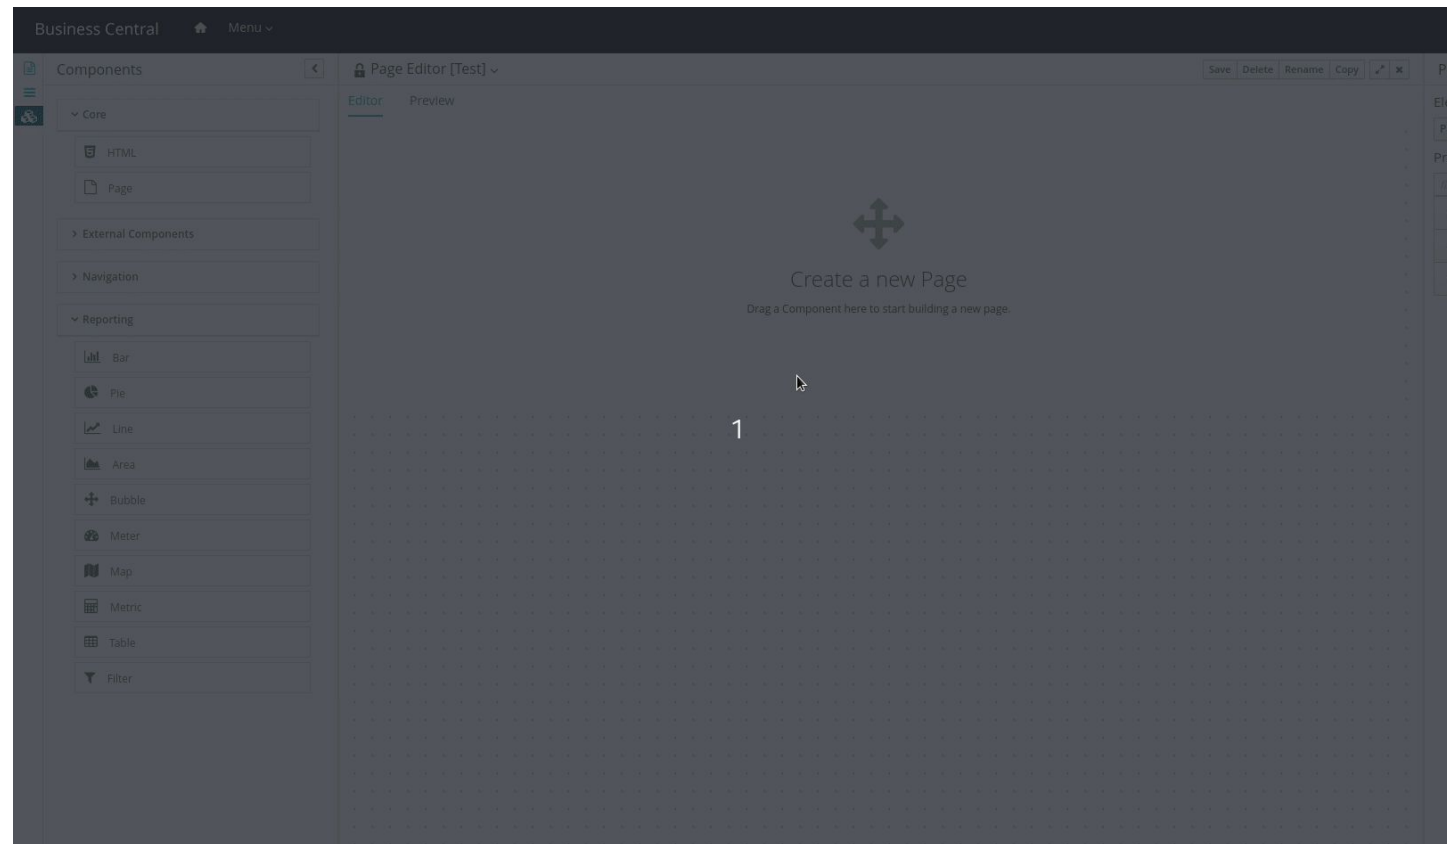 Business Central Menu
Components
Page Editor [Test]
Save Delete Rename Copy
Editor Preview
Core
HTML
Page
External Components
Navigation
Reporting
Bar
Pie
Line
Area
Bubble
Meter
Map
Metric
Table
Filter
Create a new Page
Drag a Component here to start building a new page.
1
P
El
P
Pr